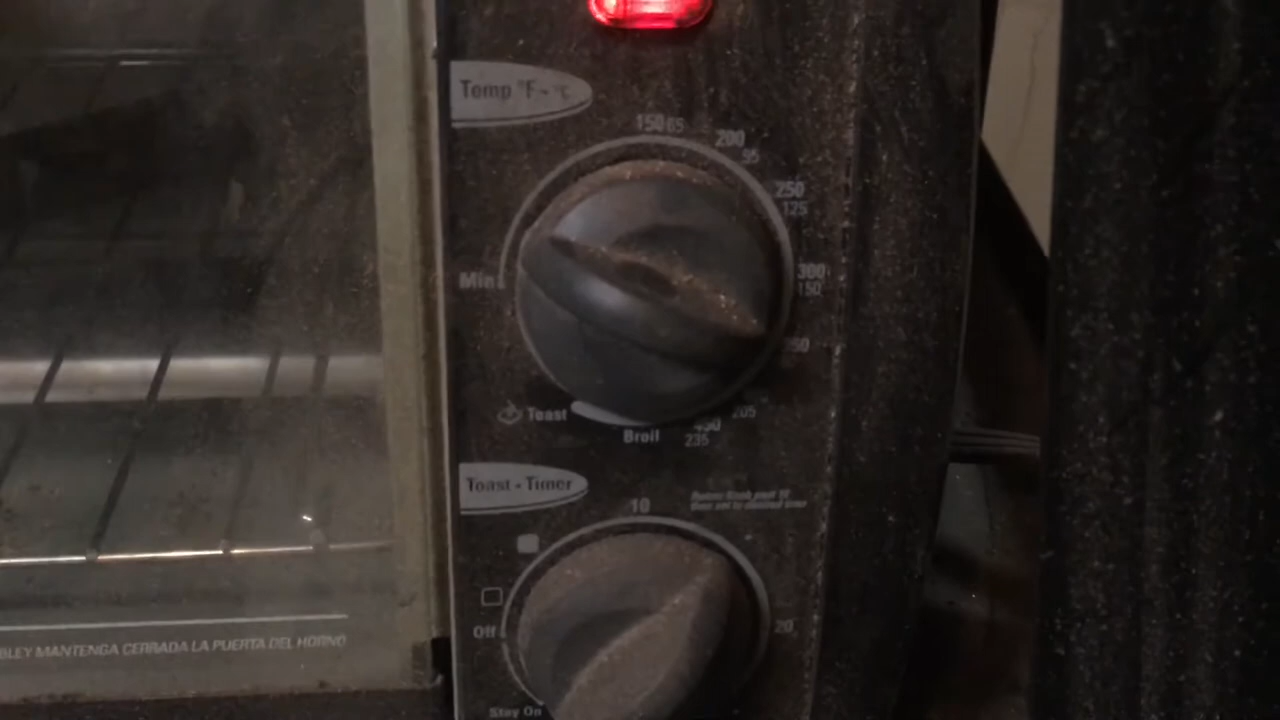 Temp °F - °C
150 65
200
95
250
125
300
150
Min
205
Toast
Broil
235
Toast - Timer
10
20
Off
Stay On
MANTENGA CERRADA LA PUERTA DEL HORNO